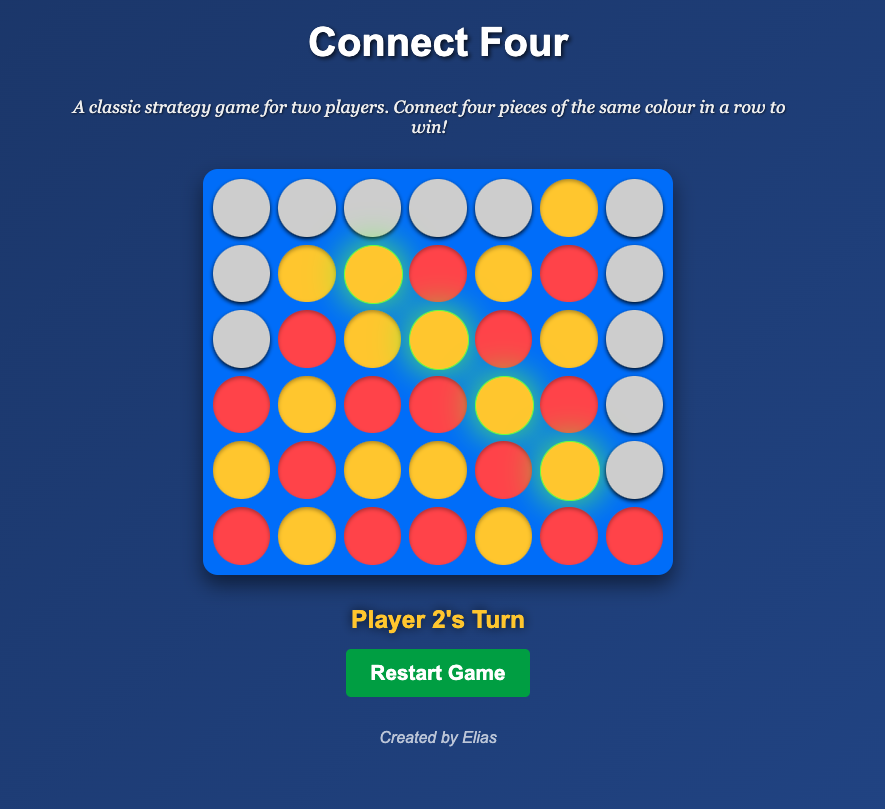 Connect Four
A classic strategy game for two players. Connect four pieces of the same colour in a row to
win!
Player 2's Turn
Restart Game
Created by Elias